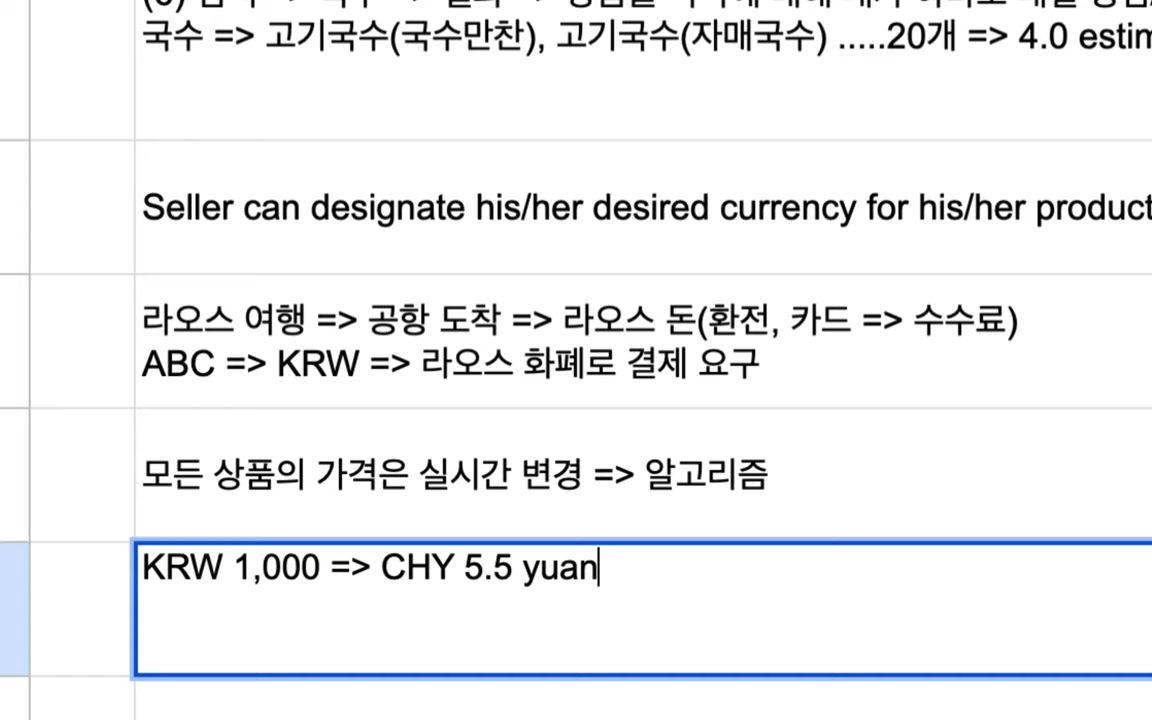 국수 => 고기국수(국수만찬), 고기국수(자매국수) .....20개 => 4.0
Seller can designate his/her desired currency for his/her product
라오스 여행 => 공항 도착 => 라오스 돈(환전, 카드 => 수수료)
ABC => KRW => 라오스 화폐로 결제 요구
모든 상품의 가격은 실시간 변경 => 알고리즘
KRW 1,000 => CHY 5.5 yuan